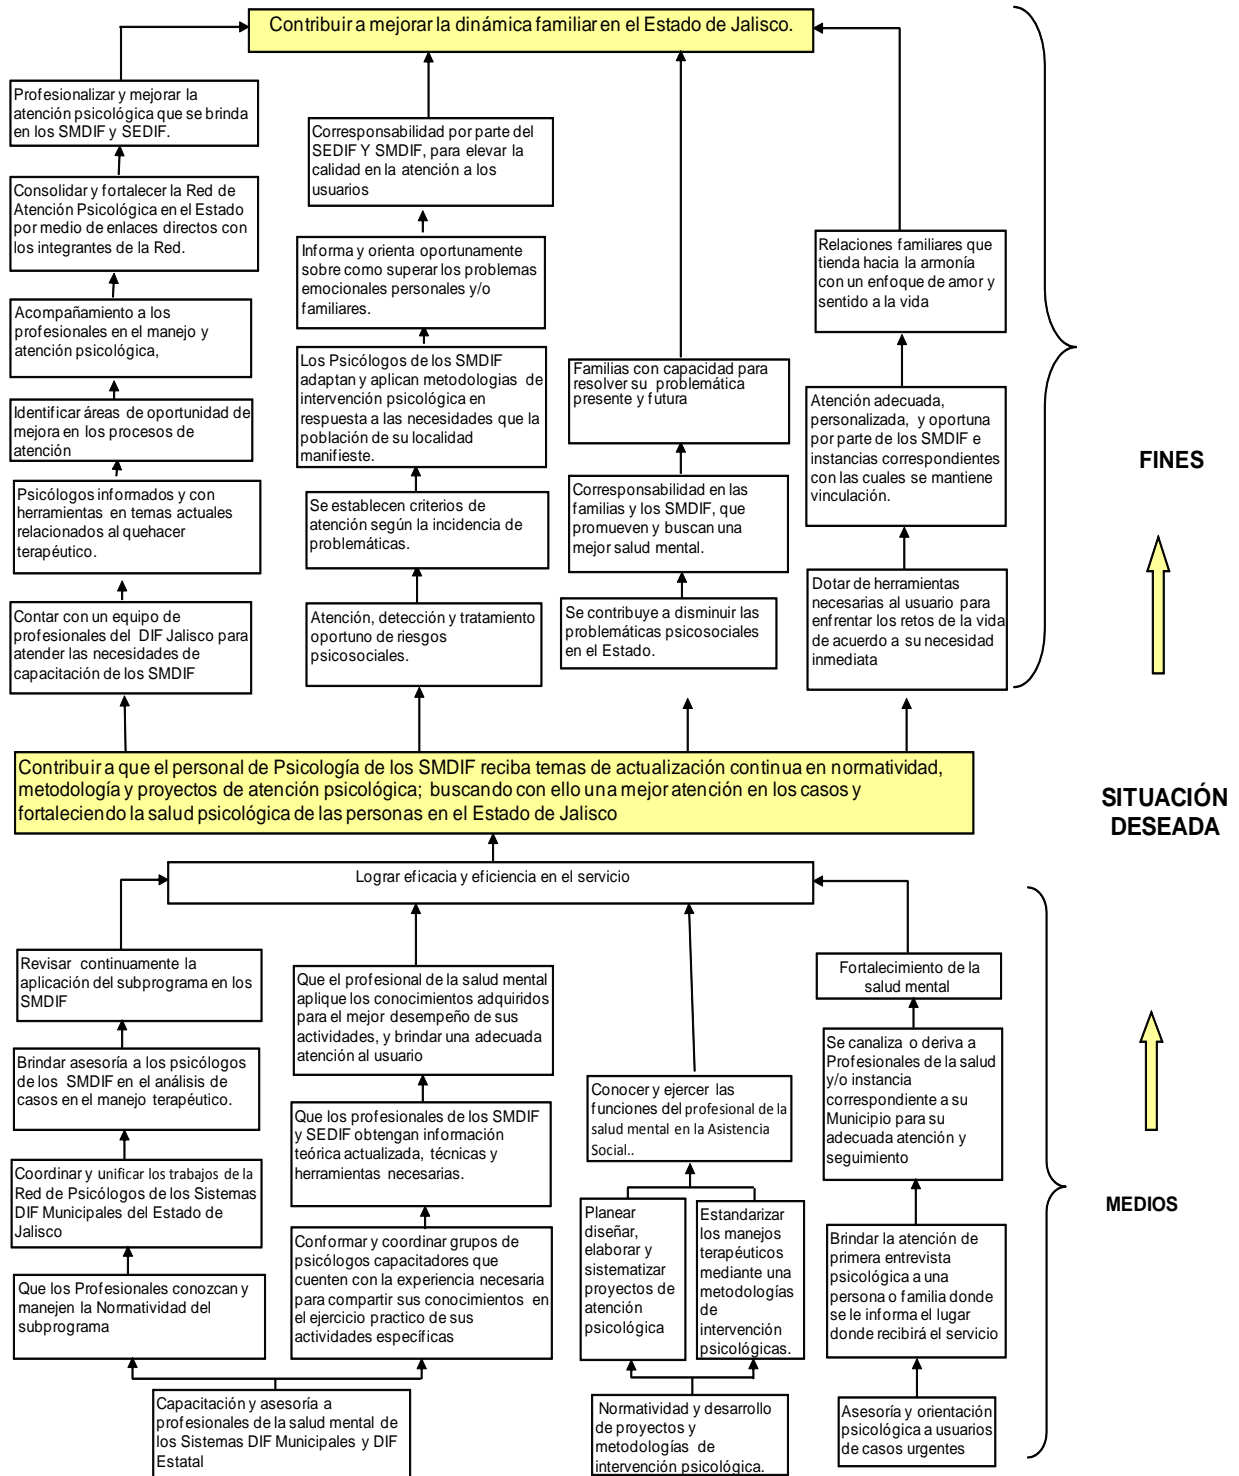 Contribuir a mejorar la dinámica familiar en el Estado de Jalisco.
Profesionalizar y mejorar la
atención psicológica que se brinda
en los SMDIF y SEDIF.
Consolidar y fortalecer la Red de
Atención Psicológica en el Estado
por medio de enlaces directos con
los integrantes de la Red.
Acompañamiento a los
profesionales en el manejo y
atención psicológica,
Identificar áreas de oportunidad de
mejora en los procesos de
atención
Psicólogos informados y con
herramientas en temas actuales
relacionados al quehacer
terapéutico.
Contar con un equipo de
profesionales del DIF Jalisco para
atender las necesidades de
capacitación de los SMDIF
Corresponsabilidad por parte del
SEDIF Y SMDIF, para elevar la
calidad en la atención a los
usuarios
Informa y orienta oportunamente
sobre como superar los problemas
emocionales personales y/o
familiares.
Los Psicólogos de los SMDIF
adaptan y aplican metodologias de
intervención psicológica en
respuesta a las necesidades que la
población de su localidad
manifieste.
Se establecen criterios de
atención según la incidencia de
problemáticas.
Atención, detección y tratamiento
oportuno de riesgos
psicosociales.
Familias con capacidad para
resolver su problemática
presente y futura
Corresponsabilidad en las
familias y los SMDIF, que
promueven y buscan una
mejor salud mental.
Se contribuye a disminuir las
problemáticas psicosociales
en el Estado.
Relaciones familiares que
tienda hacia la armonía
con un enfoque de amor y
sentido a la vida
Atención adecuada,
personalizada, y oportuna
por parte de los SMDIF e
instancias correspondientes
con las cuales se mantiene
vinculación.
Dotar de herramientas
necesarias al usuario para
enfrentar los retos de la vida
de acuerdo a su necesidad
inmediata
FINES
Contribuir a que el personal de Psicología de los SMDIF reciba temas de actualización continua en normatividad,
metodología y proyectos de atención psicológica; buscando con ello una mejor atención en los casos y
fortaleciendo la salud psicológica de las personas en el Estado de Jalisco
SITUACIÓN
DESEADA
Lograr eficacia y eficiencia en el servicio
Revisar continuamente la
aplicación del subprograma en los
SMDIF
Brindar asesoría a los psicólogos
de los SMDIF en el análisis de
casos en el manejo terapéutico.
Coordinar y unificar los trabajos de la
Red de Psicólogos de los Sistemas
DIF Municipales del Estado de
Jalisco
Que los Profesionales conozcan y
manejen la Normatividad del
subprograma
Que el profesional de la salud mental
aplique los conocimientos adquiridos
para el mejor desempeño de sus
actividades, y brindar una adecuada
atención al usuario
Que los profesionales de los SMDIF
y SEDIF obtengan información
teórica actualizada, técnicas y
herramientas necesarias.
Conformar y coordinar grupos de
psicólogos capacitadores que
cuenten con la experiencia necesaria
para compartir sus conocimientos en
el ejercicio practico de sus
actividades específicas
Capacitación y asesoría a
profesionales de la salud mental de
los Sistemas DIF Municipales y DIF
Estatal
Conocer y ejercer las
funciones del profesional de la
salud mental en la Asistencia
Social..
Planear
diseñar,
elaborar y
sistematizar
proyectos de
atención
psicológica
Estandarizar
los manejos
terapéuticos
mediante una
metodologías
de
intervención
psicológicas.
Normatividad y desarrollo
de proyectos y
metodologías de
intervención psicológica.
Fortalecimiento de la
salud mental
Se canaliza o deriva a
Profesionales de la salud
y/o instancia
correspondiente a su
Municipio para su
adecuada atención y
seguimiento
Brindar la atención de
primera entrevista
psicológica a una
persona o familia donde
se le informa el lugar
donde recibirá el servicio
Asesoría y orientación
psicológica a usuarios
de casos urgentes
MEDIOS